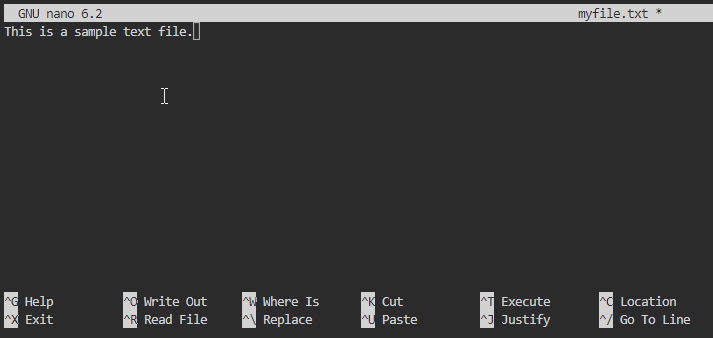 GNU nano 6.2 myfile.txt *
This is a sample text file.
^G Help ^O Write Out ^W Where Is ^K Cut ^T Execute ^C Location
^X Exit ^R Read File ^\ Replace ^U Paste ^J Justify ^/ Go To Line